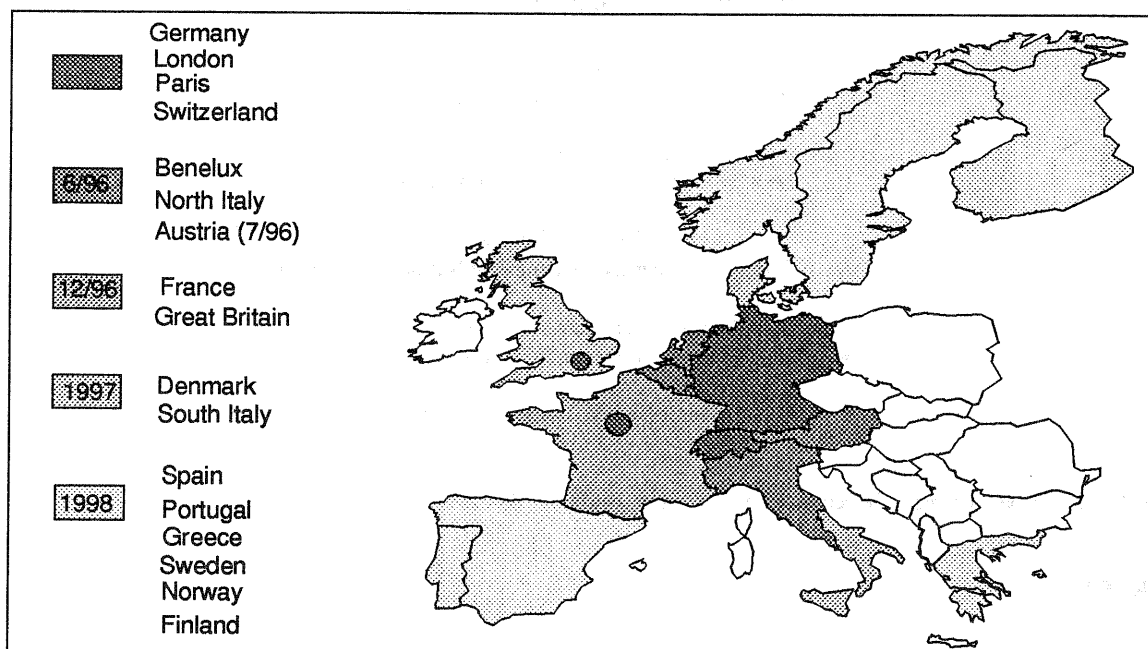 Germany
London
Paris
Switzerland
6/96
Benelux
North Italy
Austria (7/96)
12/96
France
Great Britain
1997
Denmark
South Italy
1998
Spain
Portugal
Greece
Sweden
Norway
Finland